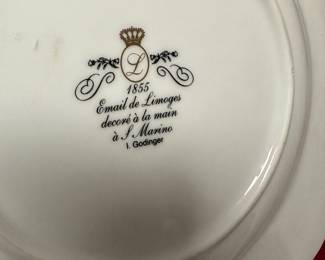 L
1855
Email de Limoges
decoré à la main
à S Marino
I. Godinger